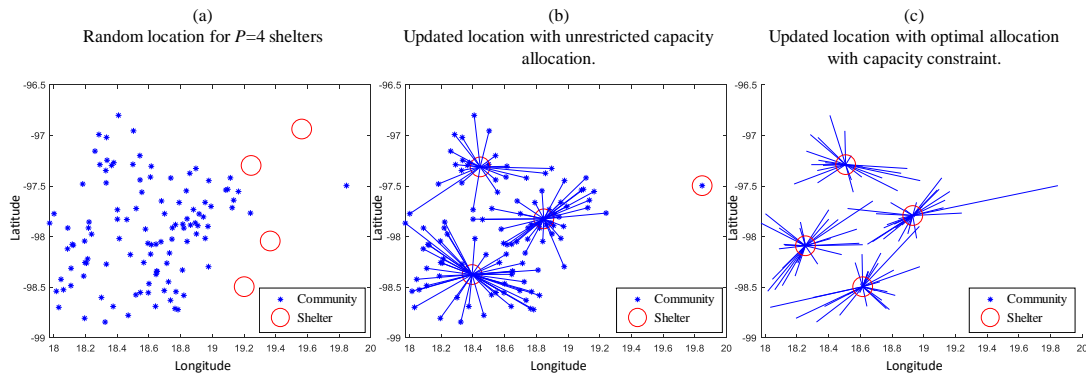 (a)
Random location for P=4 shelters
(b)
Updated location with unrestricted capacity
allocation.
(c)
Updated location with optimal allocation
with capacity constraint.
-96.5
-97
-97.5
-98
-98.5
-99
Latitude
18 18.2 18.4 18.6 18.8 19 19.2 19.4 19.6 19.8 20
Longitude
Community
Shelter
-96.5
-97
-97.5
-98
-98.5
-99
Latitude
18 18.2 18.4 18.6 18.8 19 19.2 19.4 19.6 19.8 20
Longitude
Community
Shelter
-96.5
-97
-97.5
-98
-98.5
-99
Latitude
18 18.2 18.4 18.6 18.8 19 19.2 19.4 19.6 19.8 20
Longitude
Community
Shelter